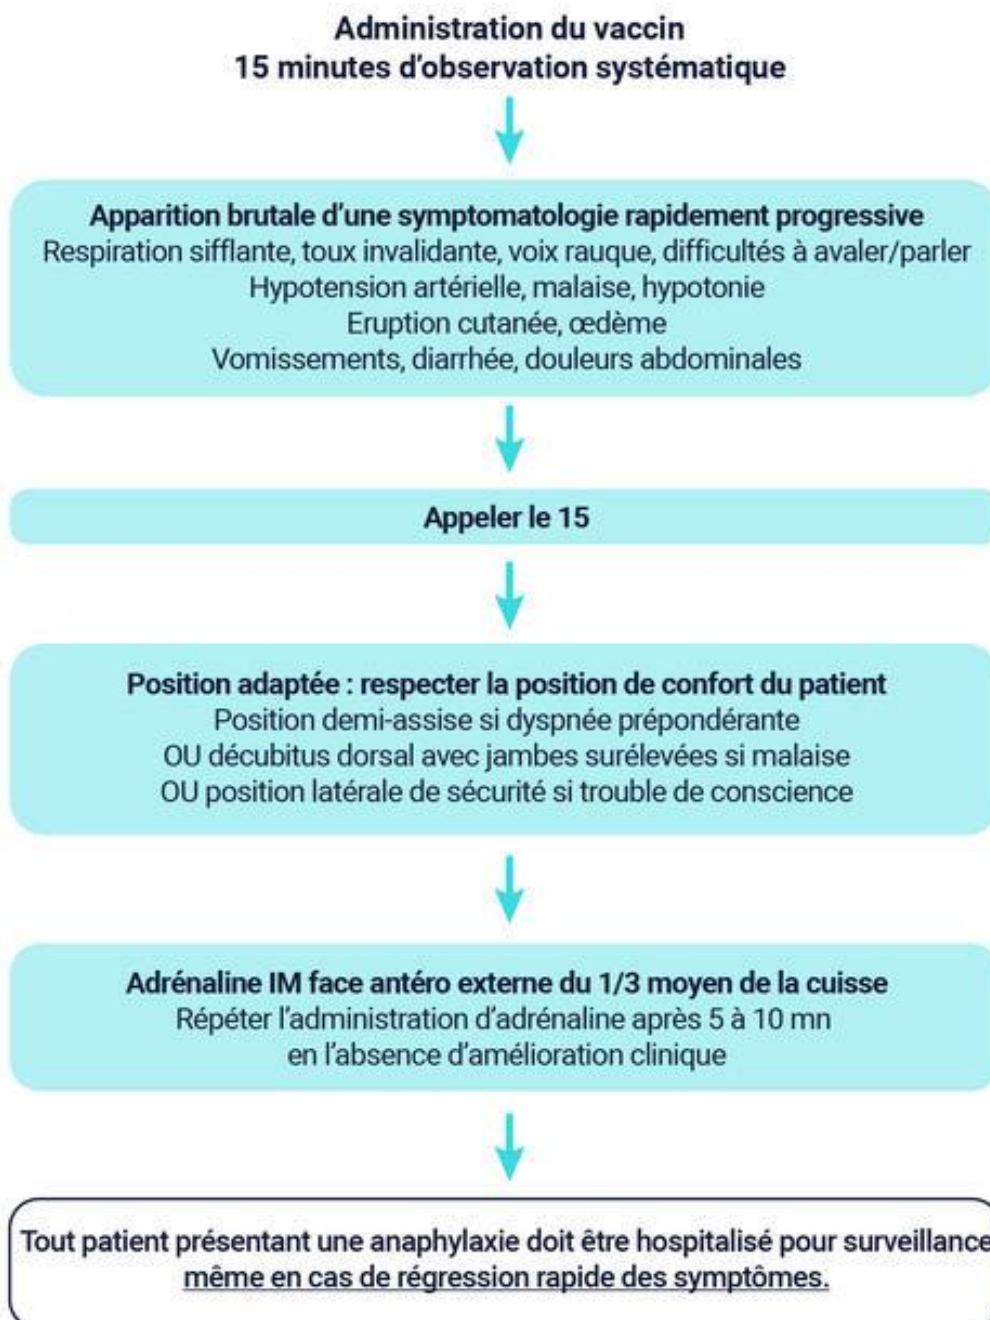 Administration du vaccin
15 minutes d’observation systématique
Apparition brutale d’une symptomatologie rapidement progressive
Respiration sifflante, toux invalidante, voix rauque, difficultés à avaler/parler
Hypotension artérielle, malaise, hypotonie
Eruption cutanée, œdème
Vomissements, diarrhée, douleurs abdominales
Appeler le 15
Position adaptée : respecter la position de confort du patient
Position demi-assise si dyspnée prépondérante
OU décubitus dorsal avec jambes surélevées si malaise
OU position latérale de sécurité si trouble de conscience
Adrénaline IM face antéro externe du 1/3 moyen de la cuisse
Répéter l’administration d’adrénaline après 5 à 10 mn
en l’absence d’amélioration clinique
Tout patient présentant une anaphylaxie doit être hospitalisé pour surveillance
même en cas de régression rapide des symptômes.